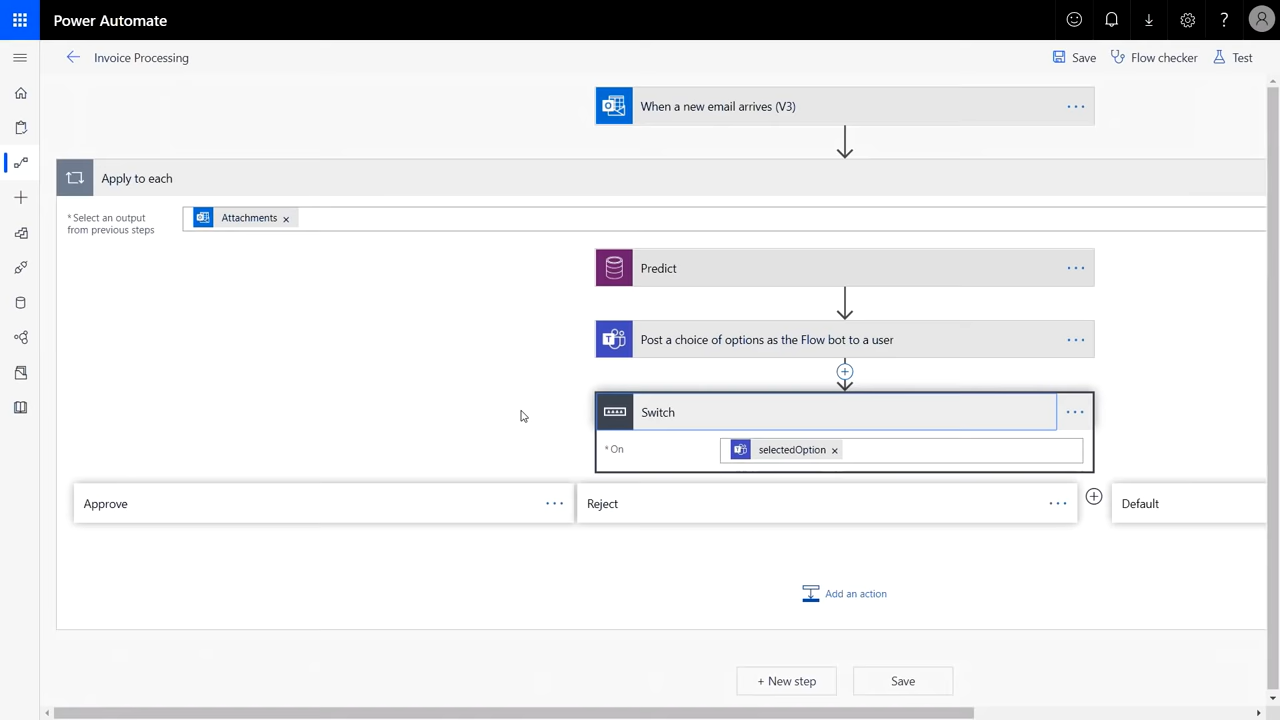 Power Automate
?
Invoice Processing
Save
Flow checker
Test
When a new email arrives (V3)
...
Apply to each
* Select an output
from previous steps
Attachments ×
Predict
...
Post a choice of options as the Flow bot to a user
...
Switch
...
* On
selectedOption ×
Approve
...
Reject
...
Default
Add an action
+ New step
Save